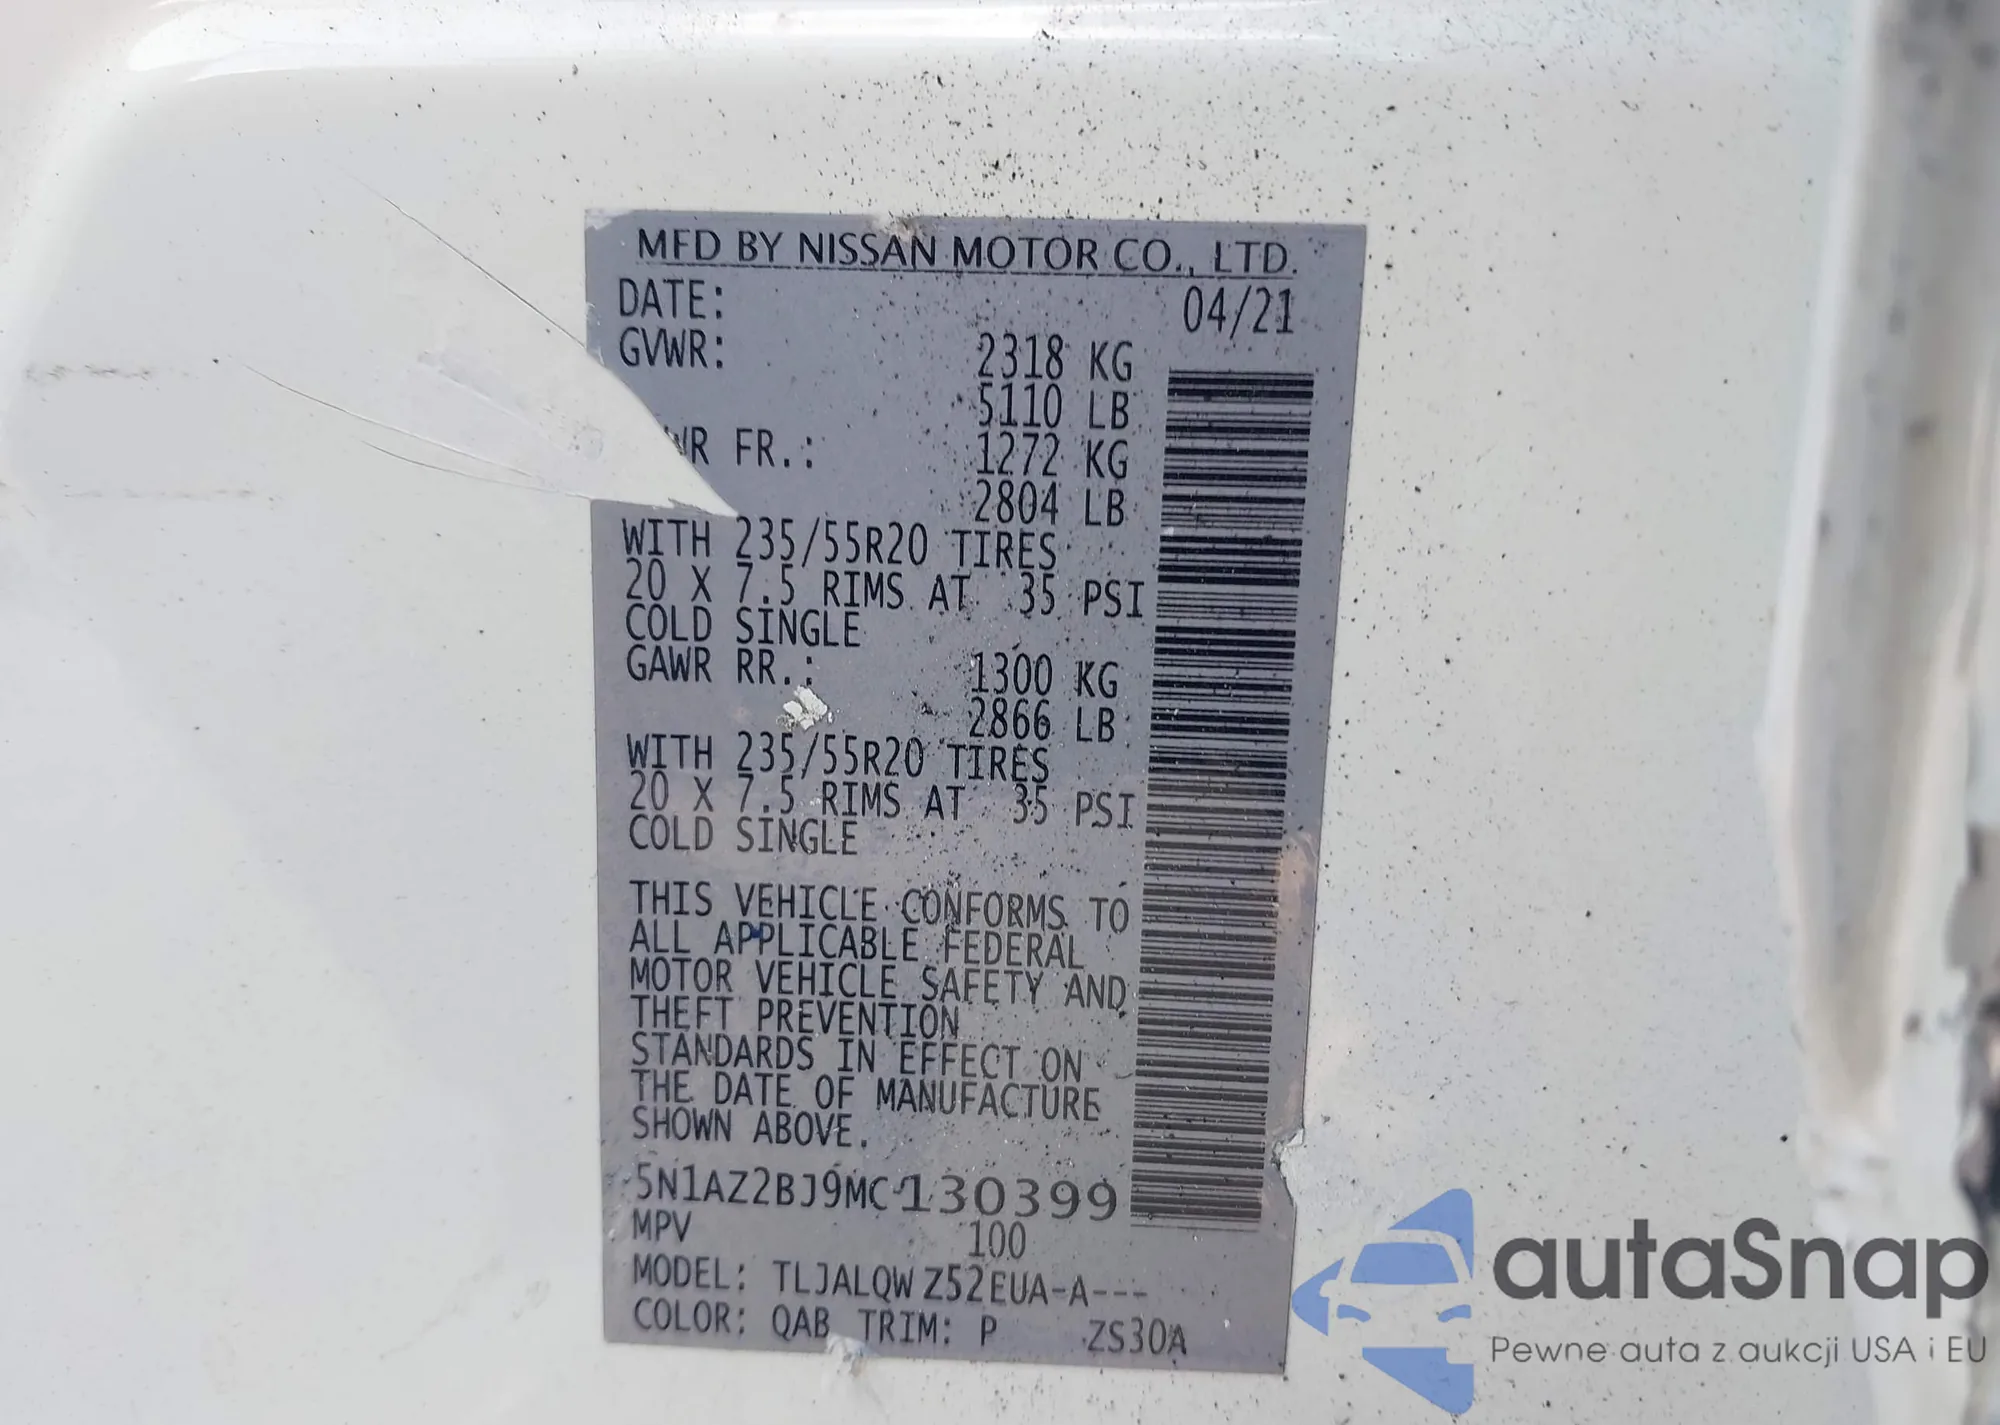 MFD BY NISSAN MOTOR CO., LTD.
DATE: 04/21
GVWR: 2318 KG
5110 LB
WR FR.: 1272 KG
2804 LB
WITH 235/55R20 TIRES
20 X 7.5 RIMS AT 35 PSI
COLD SINGLE
GAWR RR.: 1300 KG
2866 LB
WITH 235/55R20 TIRES
20 X 7.5 RIMS AT 35 PSI
COLD SINGLE
THIS VEHICLE CONFORMS TO
ALL APPLICABLE FEDERAL
MOTOR VEHICLE SAFETY AND
THEFT PREVENTION
STANDARDS IN EFFECT ON
THE DATE OF MANUFACTURE
SHOWN ABOVE.
5N1AZ2BJ9MC130399
MPV 100
MODEL: TLJALQW Z52EUA-A---
COLOR: QAB TRIM: P ZS30A
autaSnap
Pewne auta z aukcji USA i EU